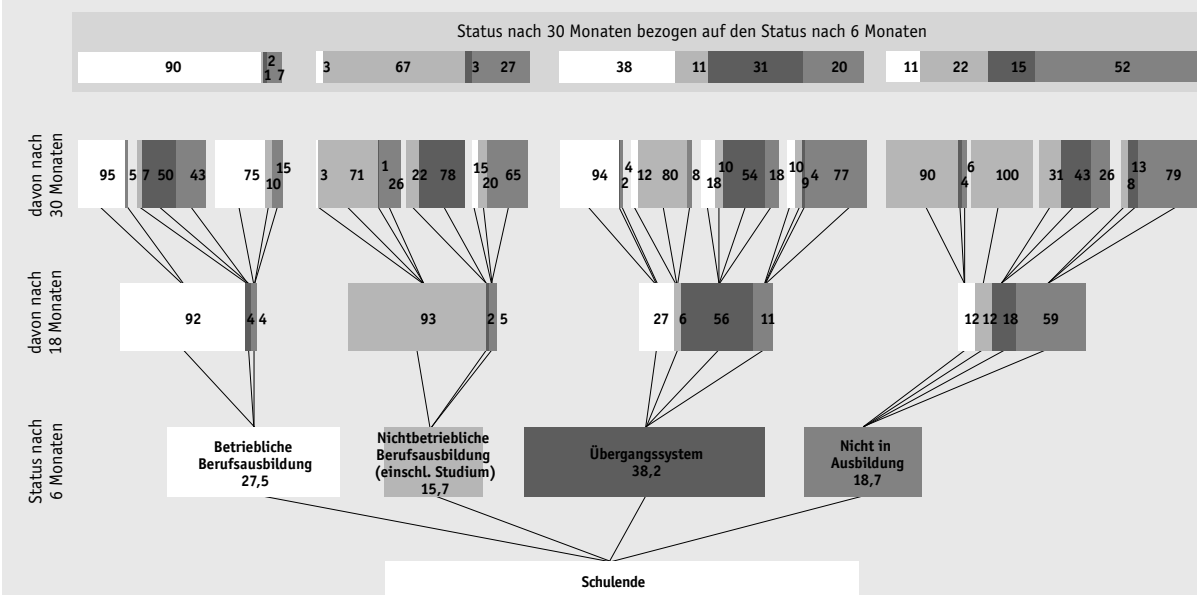 Status nach 30 Monaten bezogen auf den Status nach 6 Monaten
90 1 2 7 3 67 3 27 38 11 31 20 11 22 15 52
davon nach
30 Monaten
95 5 7 50 43 75 10 15 3 71 1 26 22 78 15 20 65 94 2 4 12 80 8 18 10 54 18 10 9 4 77 90 4 6 100 31 43 26 8 13 79
davon nach
18 Monaten
92 4 4 93 2 5 27 6 56 11 12 12 18 59
Status nach
6 Monaten
Betriebliche
Berufsausbildung
27,5
Nichtbetriebliche
Berufsausbildung
(einschl. Studium)
15,7
Übergangssystem
38,2
Nicht in
Ausbildung
18,7
Schulende